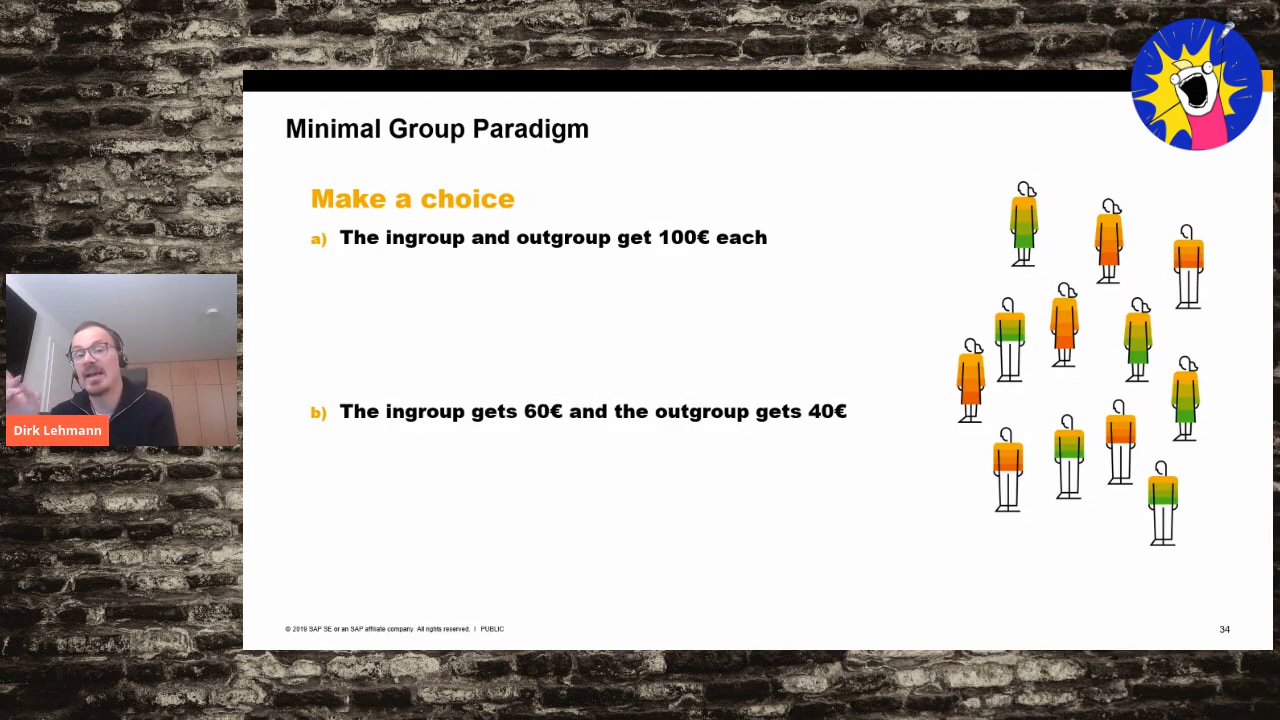 Minimal Group Paradigm
Make a choice
a) The ingroup and outgroup get 100€ each
b) The ingroup gets 60€ and the outgroup gets 40€
Dirk Lehmann
© 2019 SAP SE or an SAP affiliate company. All rights reserved. I PUBLIC
34